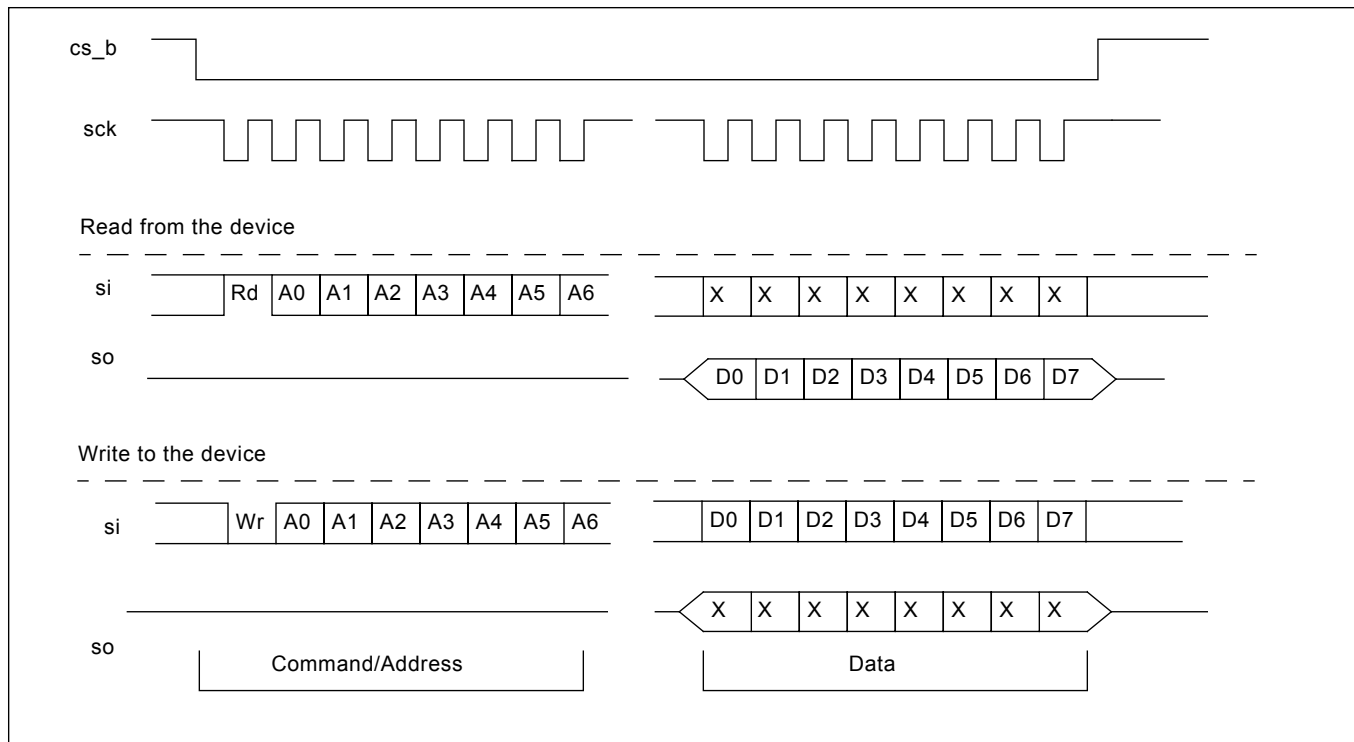 cs_b
sck
Read from the device
si Rd A0 A1 A2 A3 A4 A5 A6 X X X X X X X X
so D0 D1 D2 D3 D4 D5 D6 D7
Write to the device
si Wr A0 A1 A2 A3 A4 A5 A6 D0 D1 D2 D3 D4 D5 D6 D7
X X X X X X X X
so
Command/Address Data